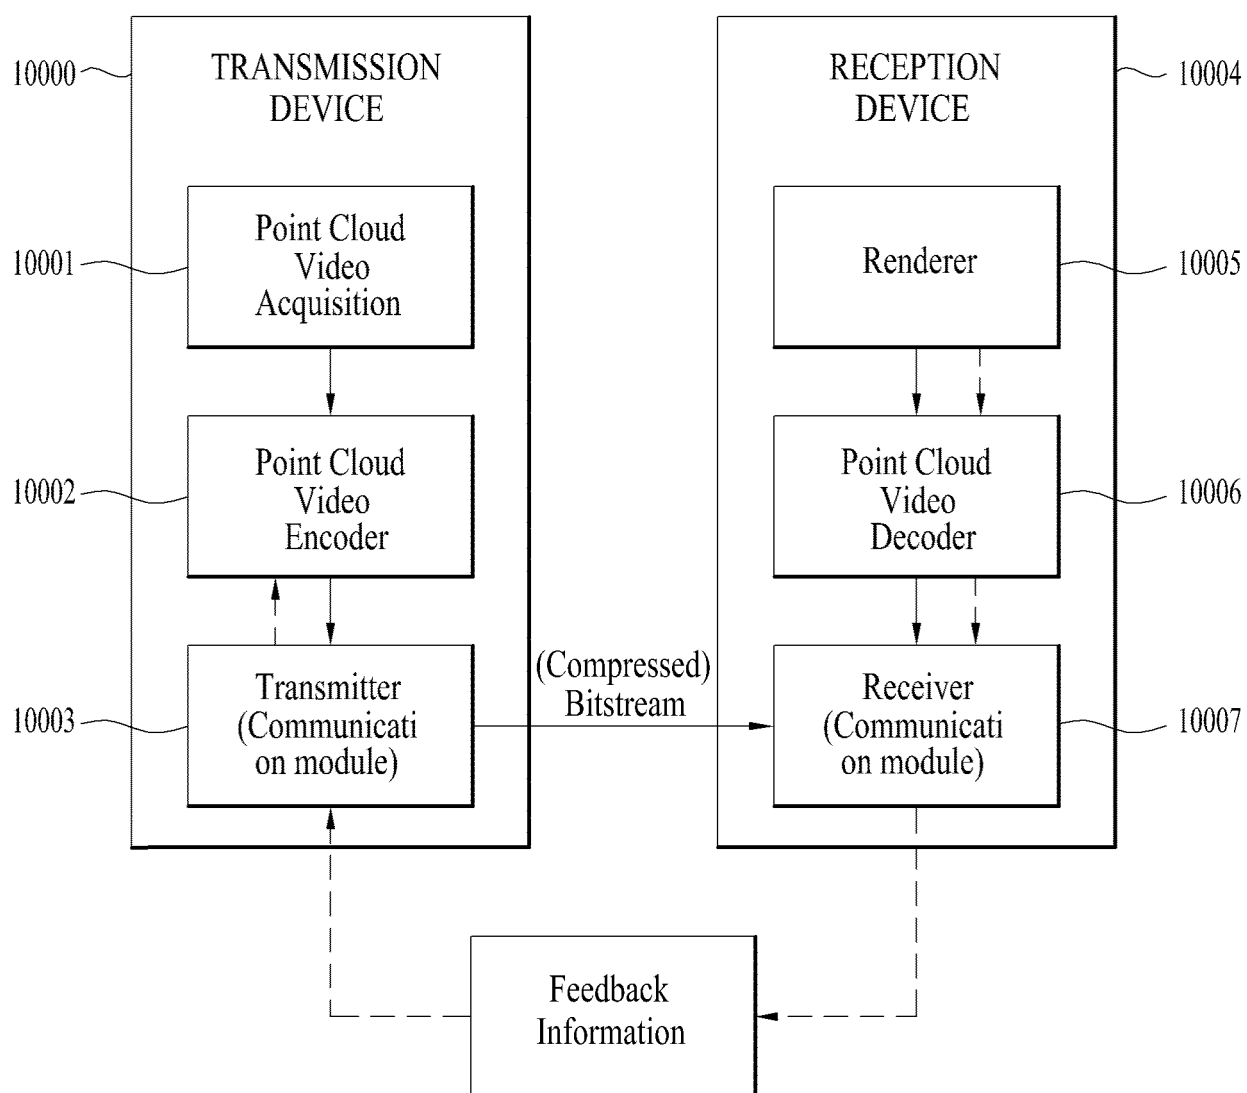 TRANSMISSION
DEVICE
10000
Point Cloud
Video
Acquisition
10001
Point Cloud
Video
Encoder
10002
Transmitter
(Communicati
on module)
10003
(Compressed)
Bitstream
RECEPTION
DEVICE
10004
Renderer
10005
Point Cloud
Video
Decoder
10006
Receiver
(Communicati
on module)
10007
Feedback
Information